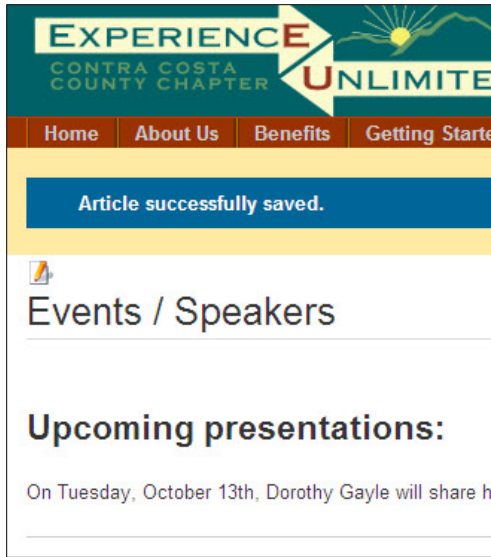 EXPERIENCE
CONTRA COSTA
COUNTY CHAPTER
UNLIMITE
Home About Us Benefits Getting Starte
Article successfully saved.
Events / Speakers
Upcoming presentations:
On Tuesday, October 13th, Dorothy Gayle will share h